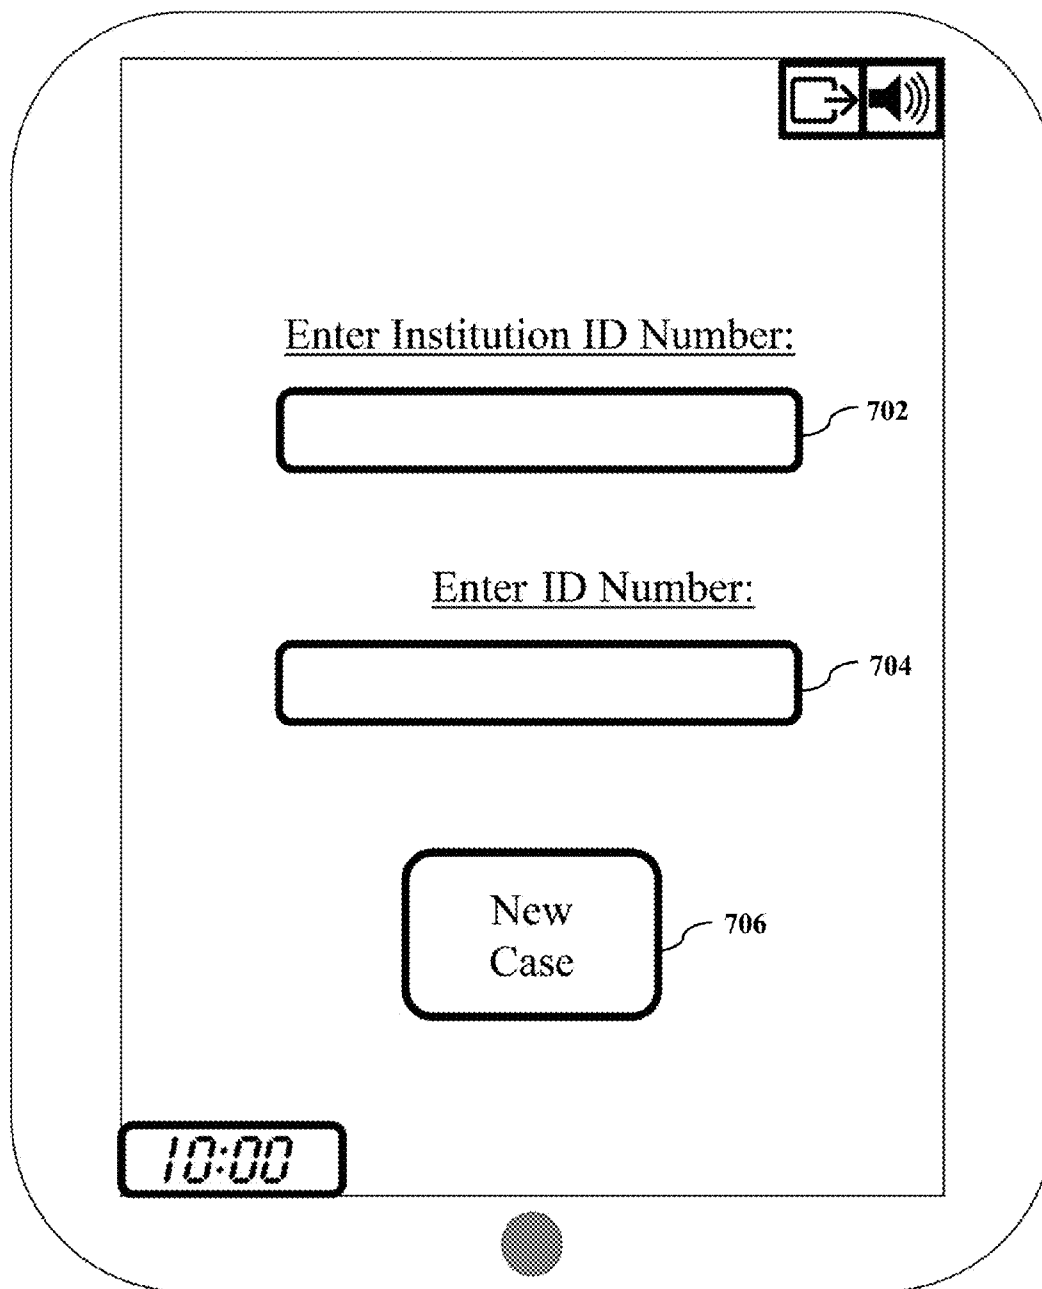 Enter Institution ID Number:
702
Enter ID Number:
704
New
Case
706
10:00